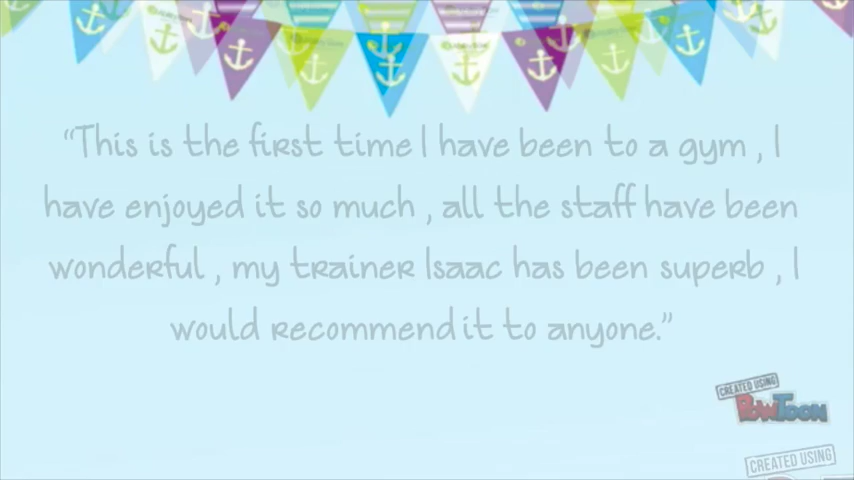 “This is the first time I have been to a gym , I
have enjoyed it so much , all the staff have been
wonderful , my trainer Isaac has been superb , I
would recommend it to anyone.”
CREATED USING
POWTOON
CREATED USING